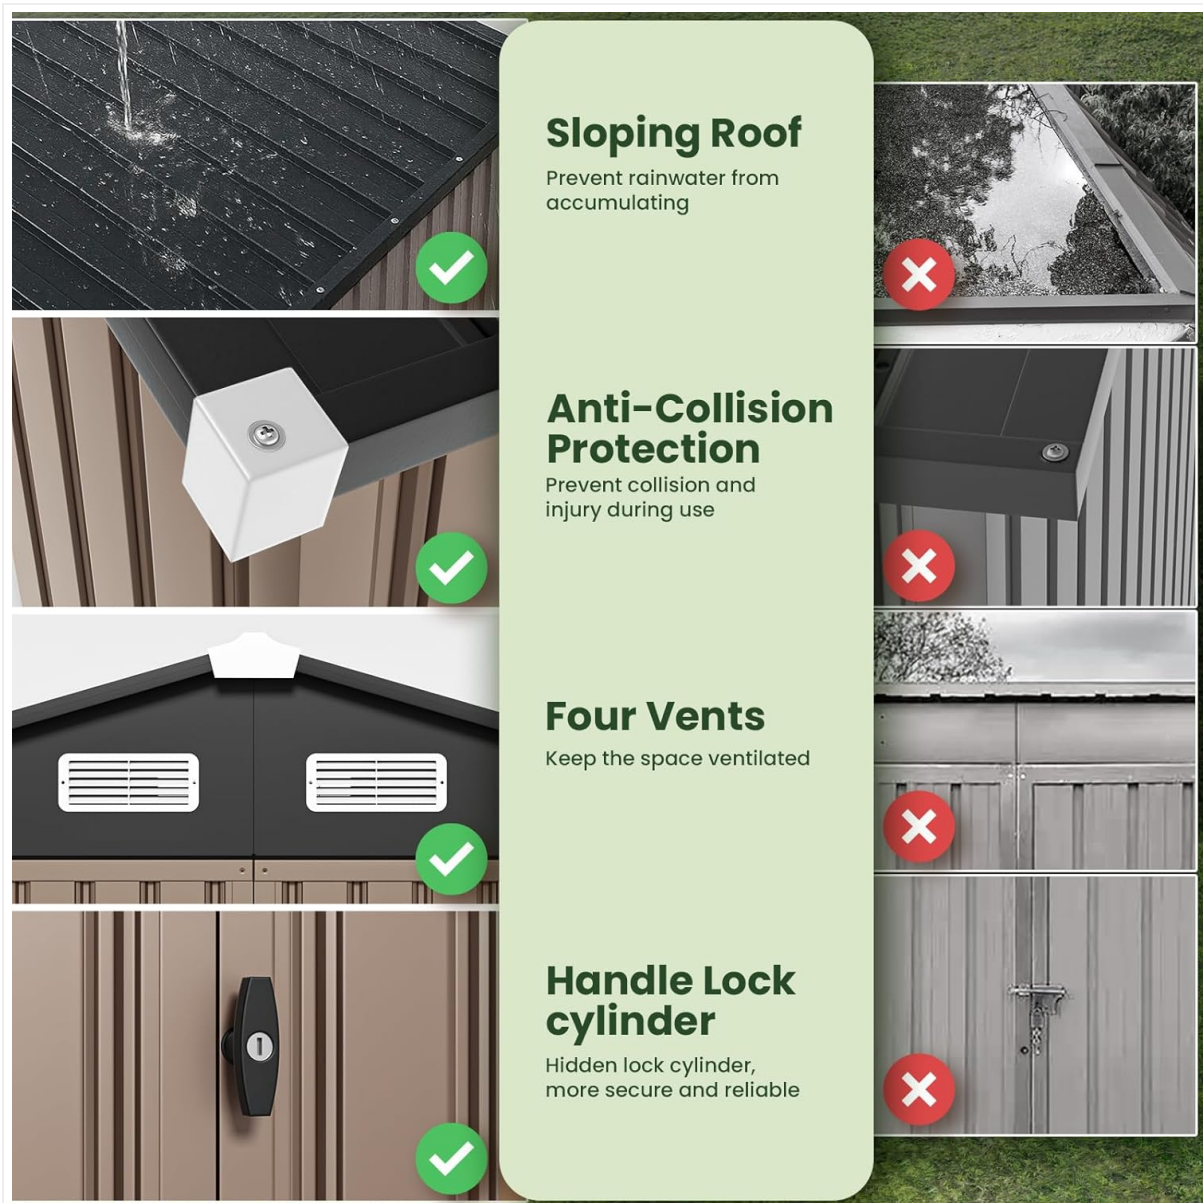 Sloping Roof
Prevent rainwater from
accumulating
Anti-Collision
Protection
Prevent collision and
injury during use
Four Vents
Keep the space ventilated
Handle Lock
cylinder
Hidden lock cylinder,
more secure and reliable